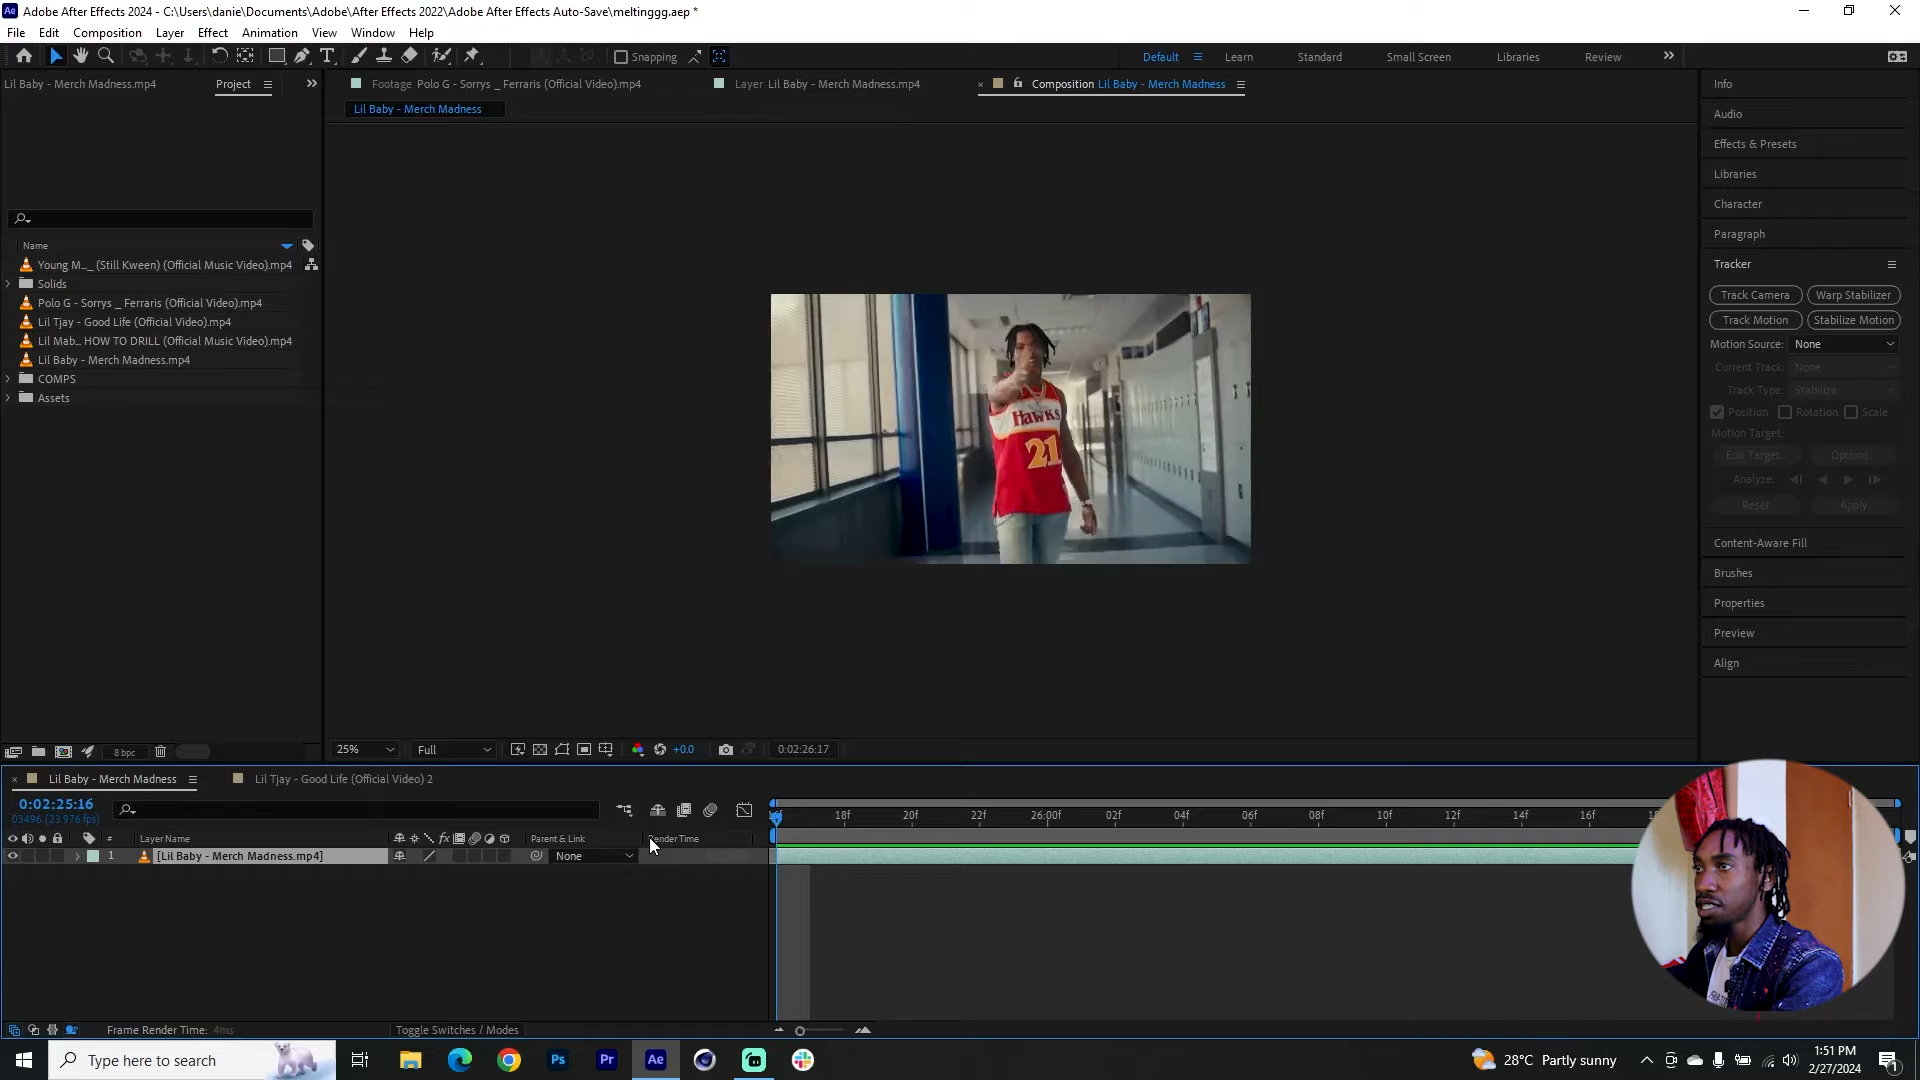 Adobe After Effects 2024 - C:\Users\danie\Documents\Adobe\After Effects 2022\Adobe After Effects Auto-Save\meltinggg.aep *
File Edit Composition Layer Effect Animation View Window Help
Snapping
Default Learn Standard Small Screen Libraries Review
Lil Baby - Merch Madness.mp4 Project
Footage Polo G - Sorrys _ Ferraris (Official Video).mp4 Layer Lil Baby - Merch Madness.mp4 Composition Lil Baby - Merch Madness
Lil Baby - Merch Madness
Name
Young M..._ (Still Kween) (Official Music Video).mp4
Solids
Polo G - Sorrys _ Ferraris (Official Video).mp4
Lil Tjay - Good Life (Official Video).mp4
Lil Mab... HOW TO DRILL (Official Music Video).mp4
Lil Baby - Merch Madness.mp4
COMPS
Assets
HAWKS
21
Info
Audio
Effects & Presets
Libraries
Character
Paragraph
Tracker
Track Camera Warp Stabilizer
Track Motion Stabilize Motion
Motion Source: None
Current Track: None
Track Type: Stabilize
Position Rotation Scale
Motion Target:
Edit Target... Options...
Analyze:
Reset Apply
Content-Aware Fill
Brushes
Properties
Preview
Align
8 bpc
25% Full +0.0 0:02:26:17
Lil Baby - Merch Madness Lil Tjay - Good Life (Official Video) 2
0:02:25:16
03496 (23.976 fps)
18f 20f 22f 26:00f 02f 04f 06f 08f 10f 12f 14f 16f
# Layer Name fx Parent & Link Render Time
1 [Lil Baby - Merch Madness.mp4] None
Frame Render Time: 4ms Toggle Switches / Modes
Type here to search Ps Pr Ae 28°C Partly sunny
1:51 PM
2/27/2024
1